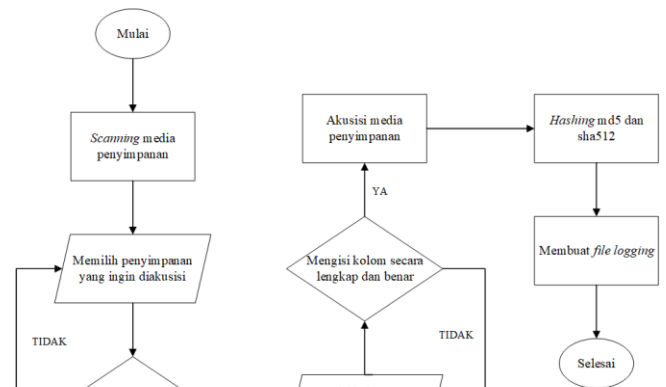 Mulai
Scanning media
penyimpanan
Memilih penyimpanan
yang ingin diakusisi
TIDAK
Akusisi media
penyimpanan
YA
Mengisi kolom secara
lengkap dan benar
TIDAK
Hashing md5 dan
sha512
Membuat file logging
Selesai